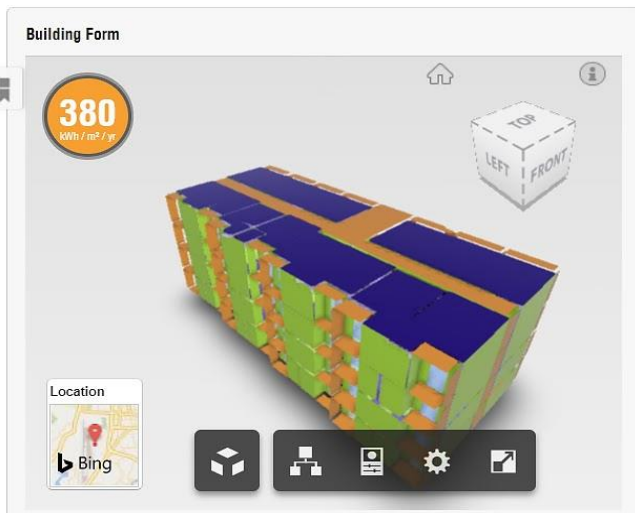 Building Form
380
kWh / m² / yr
TOP
LEFT
FRONT
Location
Bing